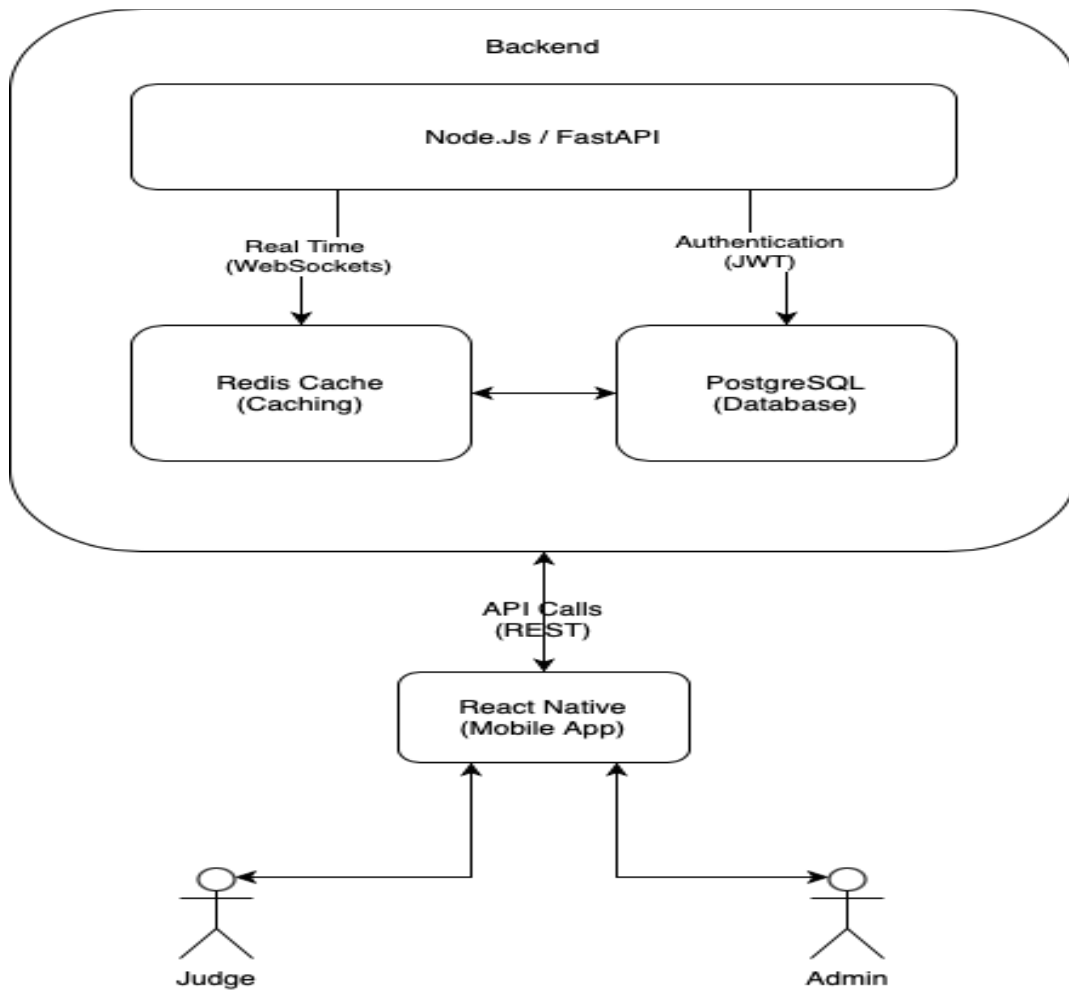 Backend
Node.Js / FastAPI
Real Time
(WebSockets)
Authentication
(JWT)
Redis Cache
(Caching)
PostgreSQL
(Database)
API Calls
(REST)
React Native
(Mobile App)
Judge
Admin